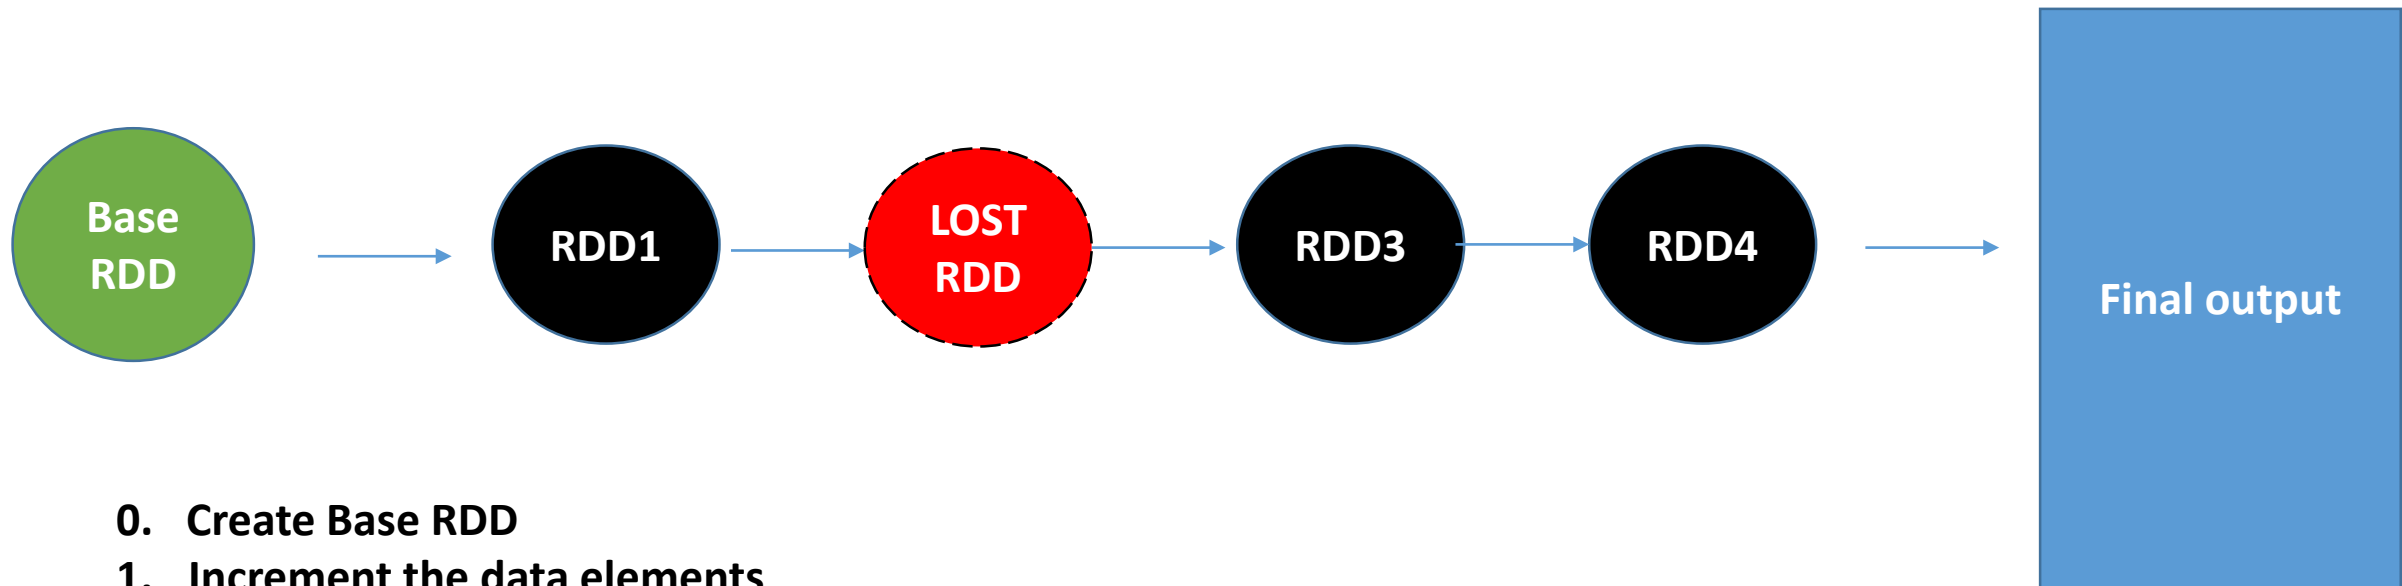 Base
RDD
RDD1
LOST
RDD
RDD3
RDD4
Final output
0. Create Base RDD
1. Increment the data elements